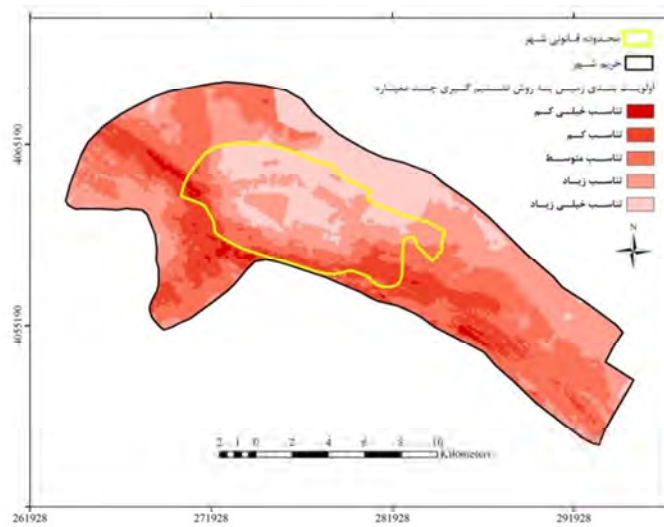 محدوده قانونی شهر
حریم شهر
اولویت بندی زمین به روش تصمیم گیری چند معیاره
تناسب خیلی کم
تناسب کم
تناسب متوسط
تناسب زیاد
تناسب خیلی زیاد
N
4065190
4055190
2 1 0 2 4 6 8 10
Kilometers
261928 271928 281928 291928